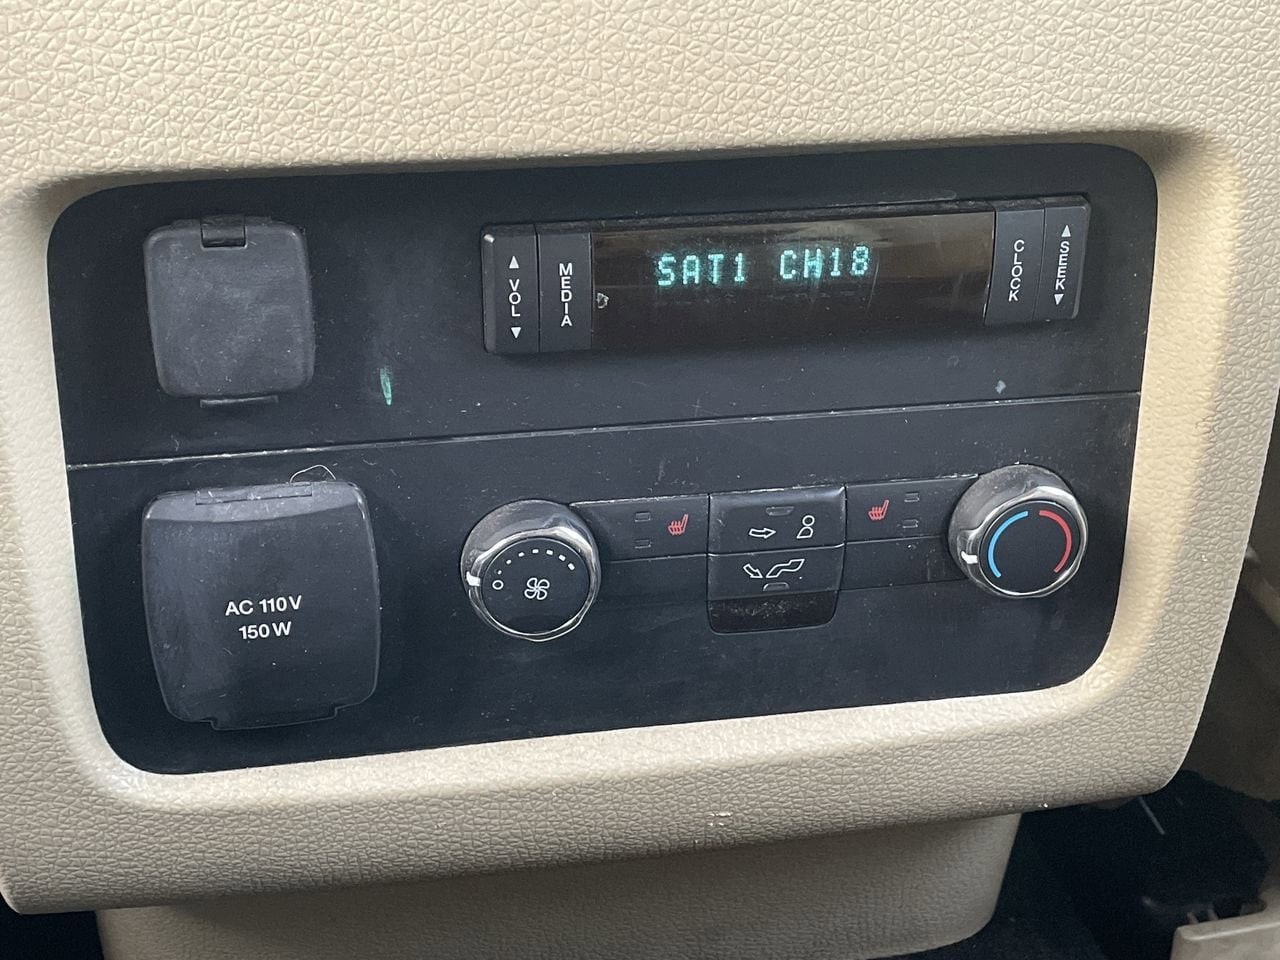 VOL
MEDIA
SAT1 CH18
CLOCK
SEEK
AC 110V
150W